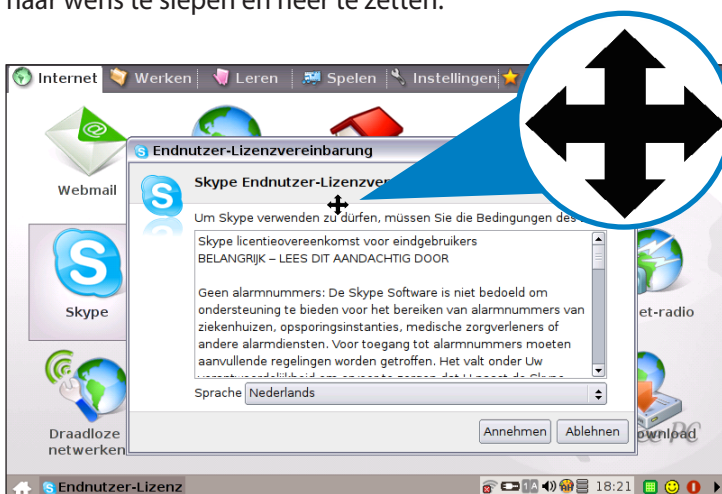 naar wens te slepen en neer te zetten.
Internet Werken Leren Spelen Instellingen
Webmail
Skype
Draadloze
netwerken
Endnutzer-Lizenzvereinbarung
Skype Endnutzer-Lizenzver
Um Skype verwenden zu dürfen, müssen Sie die Bedingungen des
Skype licentieovereenkomst voor eindgebruikers
BELANGRIJK – LEES DIT AANDACHTIG DOOR
Geen alarmnummers: De Skype Software is niet bedoeld om
ondersteuning te bieden voor het bereiken van alarmnummers van
ziekenhuizen, opsporingsinstanties, medische zorgverleners of
andere alarmdiensten. Voor toegang tot alarmnummers moeten
aanvullende regelingen worden getroffen. Het valt onder Uw
Sprache Nederlands
Annehmen Ablehnen
et-radio
ownload
PC
Endnutzer-Lizenz
18:21